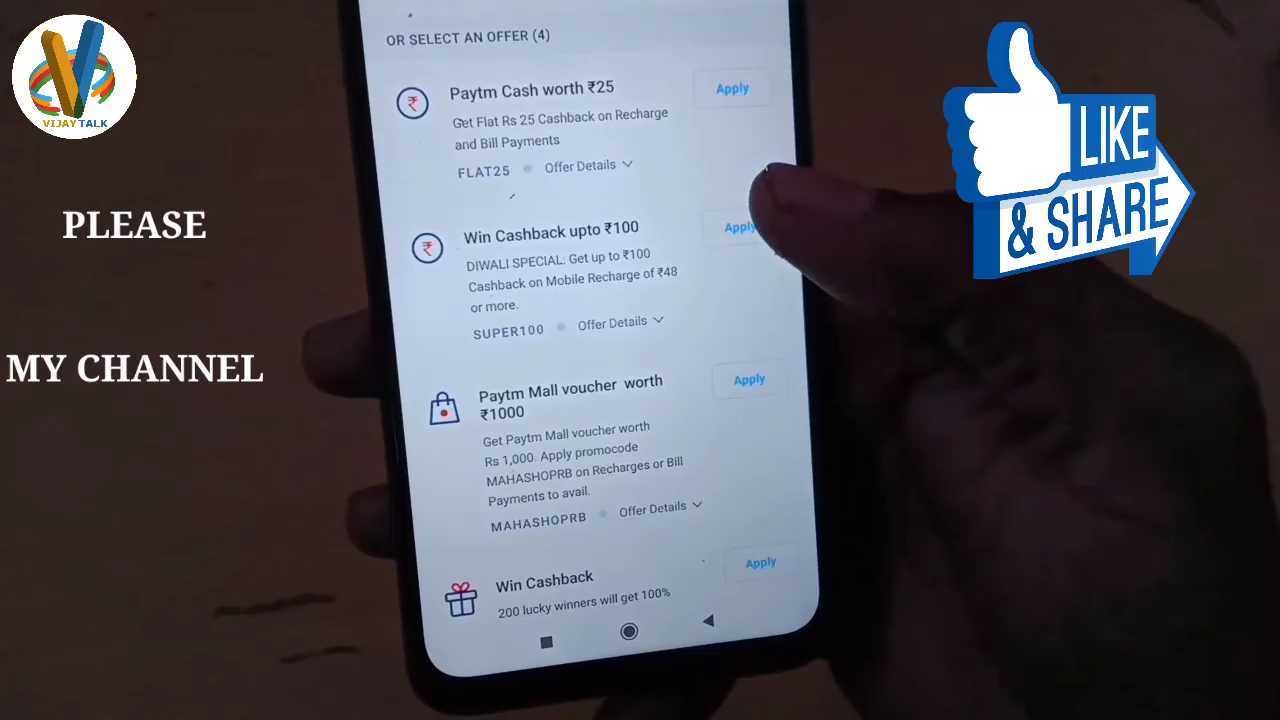 VIJAY TALK
PLEASE
MY CHANNEL
LIKE
& SHARE
OR SELECT AN OFFER (4)
Paytm Cash worth ₹25
Apply
Get Flat Rs 25 Cashback on Recharge
and Bill Payments
FLAT25 Offer Details
Win Cashback upto ₹100
Apply
DIWALI SPECIAL: Get up to ₹100
Cashback on Mobile Recharge of ₹48
or more.
SUPER100 Offer Details
Paytm Mall voucher worth
₹1000
Apply
Get Paytm Mall voucher worth
Rs 1,000. Apply promocode
MAHASHOPRB on Recharges or Bill
Payments to avail.
MAHASHOPRB Offer Details
Win Cashback
Apply
200 lucky winners will get 100%